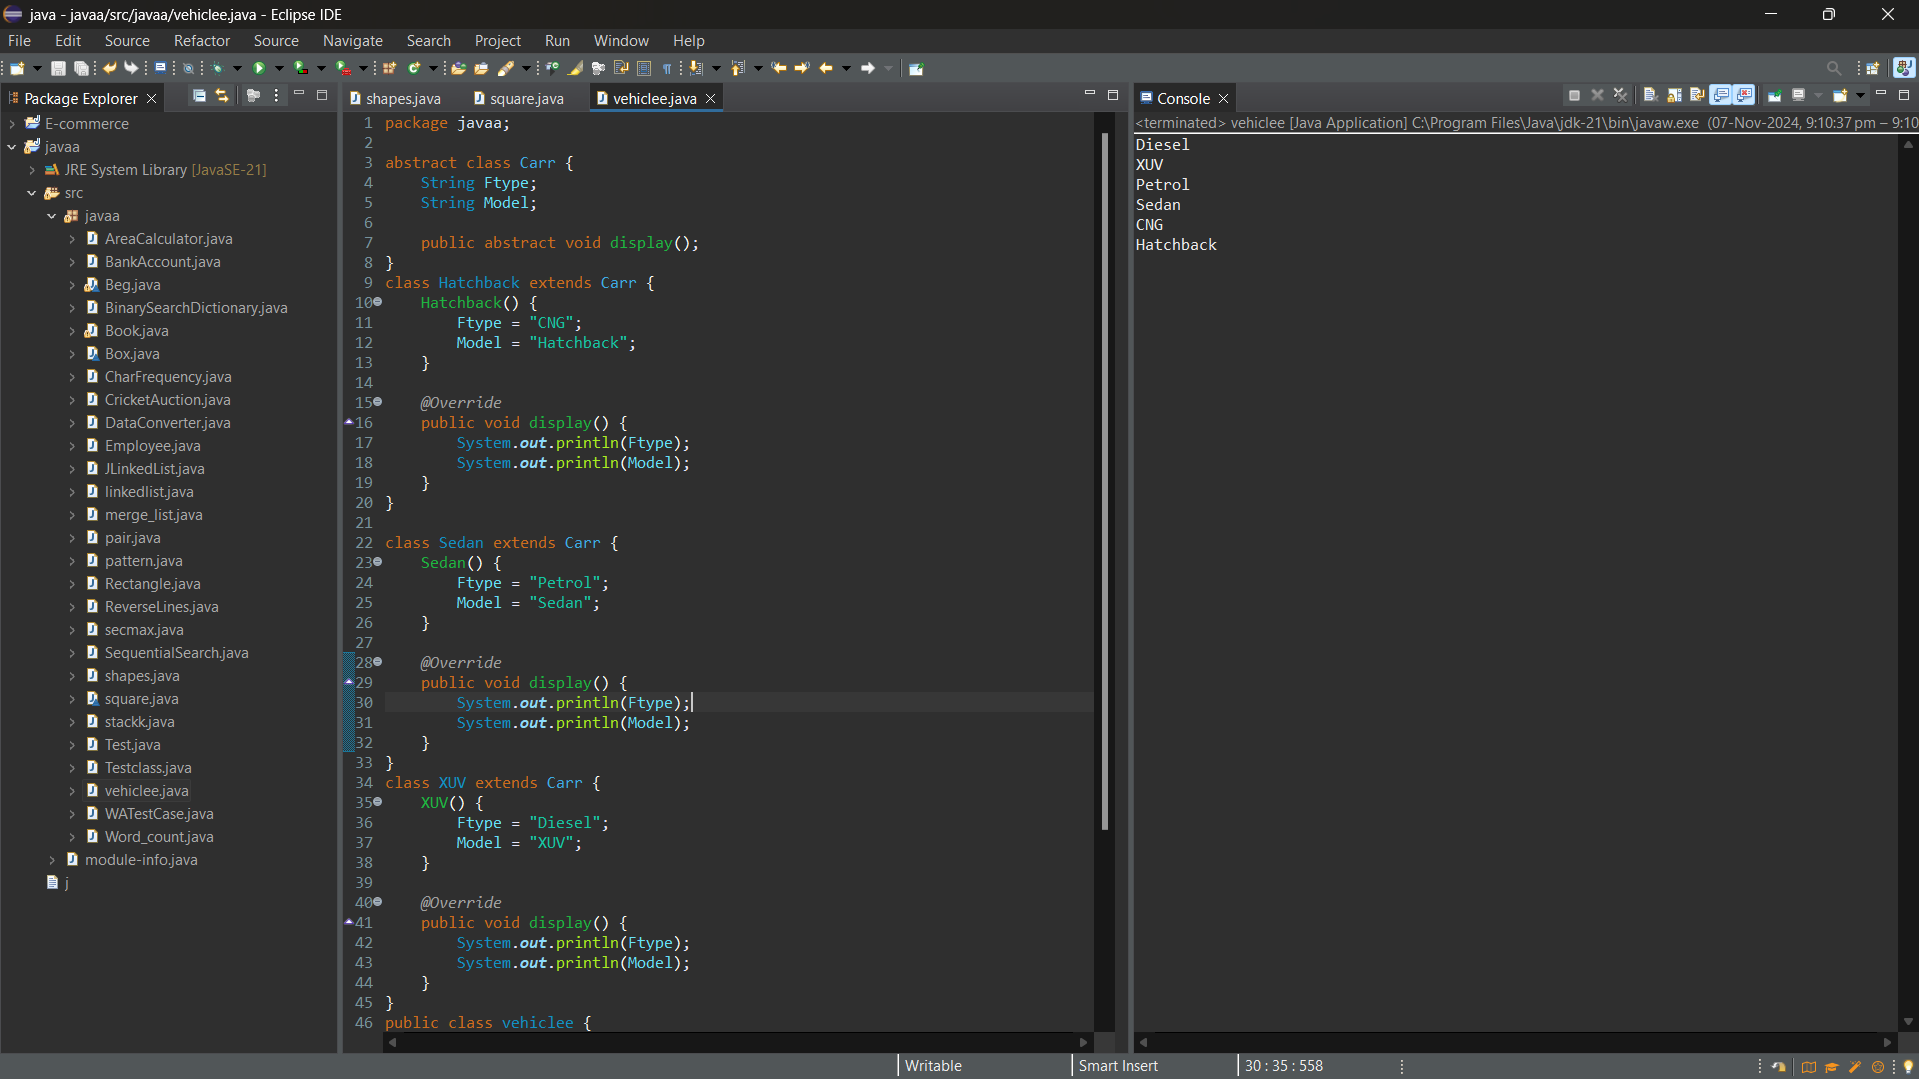 java - javaa/src/javaa/vehiclee.java - Eclipse IDE
File Edit Source Refactor Source Navigate Search Project Run Window Help
Package Explorer
E-commerce
javaa
JRE System Library [JavaSE-21]
src
javaa
AreaCalculator.java
BankAccount.java
Beg.java
BinarySearchDictionary.java
Book.java
Box.java
CharFrequency.java
CricketAuction.java
DataConverter.java
Employee.java
JLinkedList.java
linkedlist.java
merge_list.java
pair.java
pattern.java
Rectangle.java
ReverseLines.java
secmax.java
SequentialSearch.java
shapes.java
square.java
stackk.java
Test.java
Testclass.java
vehiclee.java
WATestCase.java
Word_count.java
module-info.java
j
shapes.java square.java vehiclee.java
1 package javaa;
2
3 abstract class Carr {
4     String Ftype;
5     String Model;
6
7     public abstract void display();
8 }
9 class Hatchback extends Carr {
10     Hatchback() {
11         Ftype = "CNG";
12         Model = "Hatchback";
13     }
14
15     @Override
16     public void display() {
17         System.out.println(Ftype);
18         System.out.println(Model);
19     }
20 }
21
22 class Sedan extends Carr {
23     Sedan() {
24         Ftype = "Petrol";
25         Model = "Sedan";
26     }
27
28     @Override
29     public void display() {
30         System.out.println(Ftype);
31         System.out.println(Model);
32     }
33 }
34 class XUV extends Carr {
35     XUV() {
36         Ftype = "Diesel";
37         Model = "XUV";
38     }
39
40     @Override
41     public void display() {
42         System.out.println(Ftype);
43         System.out.println(Model);
44     }
45 }
46 public class vehiclee {
Console
<terminated> vehiclee [Java Application] C:\Program Files\Java\jdk-21\bin\javaw.exe (07-Nov-2024, 9:10:37 pm – 9:10
Diesel
XUV
Petrol
Sedan
CNG
Hatchback
Writable Smart Insert 30 : 35 : 558